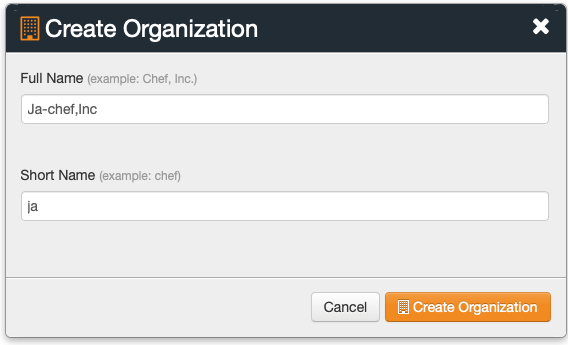 Create Organization
Full Name (example: Chef, Inc.)
Ja-chef,Inc
Short Name (example: chef)
ja
Cancel
Create Organization